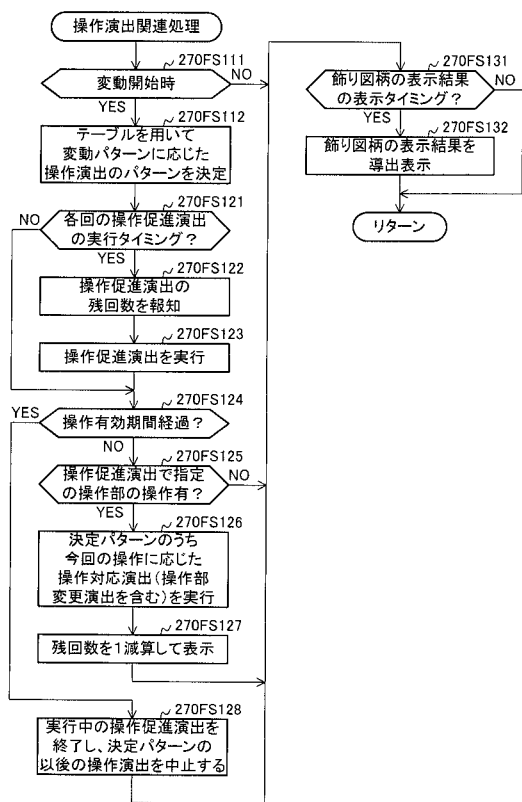 操作演出関連処理
270FS111
変動開始時
NO
YES
270FS112
テーブルを用いて
変動パターンに応じた
操作演出のパターンを決定
270FS121
NO
各回の操作促進演出
の実行タイミング?
YES
270FS122
操作促進演出の
残回数を報知
270FS123
操作促進演出を実行
270FS124
YES
操作有効期間経過?
NO
270FS125
操作促進演出で指定
の操作部の操作有?
NO
YES
270FS126
決定パターンのうち
今回の操作に応じた
操作対応演出(操作部
変更演出を含む)を実行
270FS127
残回数を1減算して表示
270FS128
実行中の操作促進演出を
終了し、決定パターンの
以後の操作演出を中止する
270FS131
飾り図柄の表示結果
の表示タイミング?
NO
YES
270FS132
飾り図柄の表示結果を
導出表示
リターン